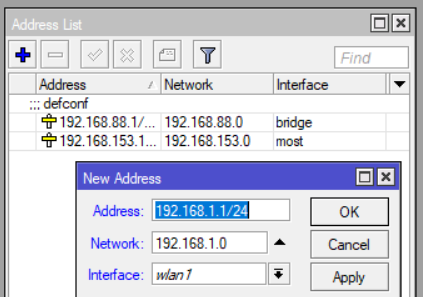 Address List
Find
Address / Network Interface
;;; defconf
192.168.88.1/... 192.168.88.0 bridge
192.168.153.1... 192.168.153.0 most
New Address
Address: 192.168.1.1/24 OK
Network: 192.168.1.0 Cancel
Interface: wlan1 Apply